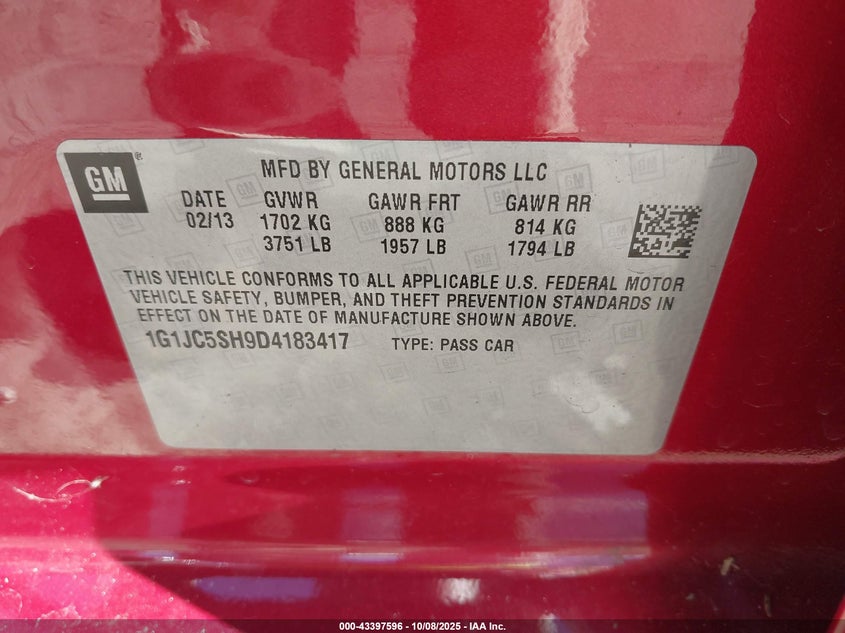 GM
MFD BY GENERAL MOTORS LLC
DATE GVWR GAWR FRT GAWR RR
02/13 1702 KG 888 KG 814 KG
3751 LB 1957 LB 1794 LB
THIS VEHICLE CONFORMS TO ALL APPLICABLE U.S. FEDERAL MOTOR
VEHICLE SAFETY, BUMPER, AND THEFT PREVENTION STANDARDS IN
EFFECT ON THE DATE OF MANUFACTURE SHOWN ABOVE.
1G1JC5SH9D4183417 TYPE: PASS CAR
000-43397596 | 10/08/2025 | IAA Inc.